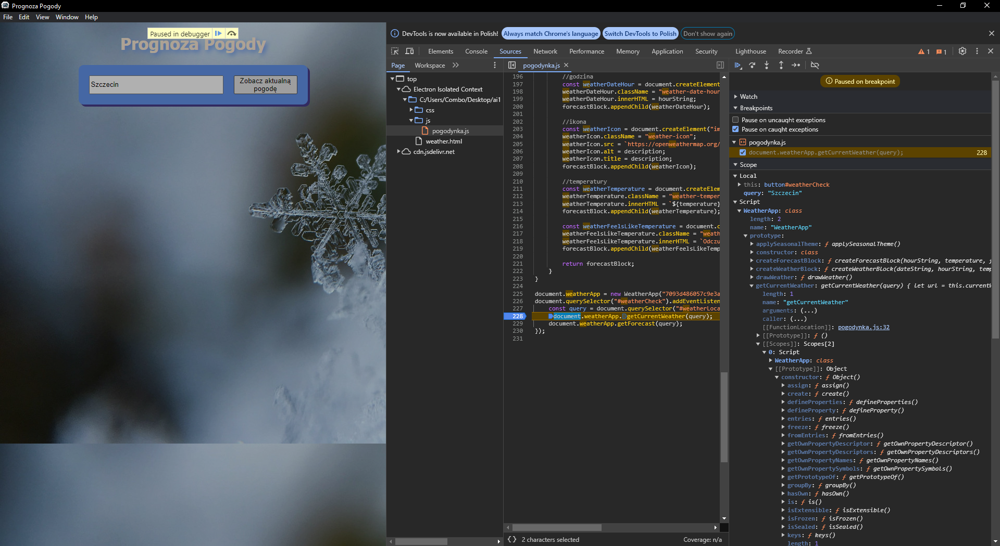 Prognoza Pogody
File Edit View Window Help
Paused in debugger
Prognoza Pogody
Szczecin
Zobacz aktualną
pogodę
DevTools is now available in Polish! Always match Chrome's language Switch DevTools to Polish Don't show again
Elements Console Sources Network Performance Memory Application Security Lighthouse Recorder 1 1
Page Workspace
top
Electron Isolated Context
C:/Users/Combo/Desktop/ai1
css
js
pogodynka.js
weather.html
cdn.jsdelivr.net
pogodynka.js
196 //godzina
197 const weatherDateHour = document.createElement
198 weatherDateHour.className = "weather-date-hour
199 weatherDateHour.innerHTML = hourString;
200 forecastBlock.appendChild(weatherDateHour);
201
202 //ikona
203 const weatherIcon = document.createElement("im
204 weatherIcon.className = "weather-icon";
205 weatherIcon.src = `https://openweathermap.org/
206 weatherIcon.alt = description;
207 weatherIcon.title = description;
208 forecastBlock.appendChild(weatherIcon);
209
210 //temperatury
211 const weatherTemperature = document.createElem
212 weatherTemperature.className = "weather-temper
213 weatherTemperature.innerHTML = `${temperature}
214 forecastBlock.appendChild(weatherTemperature);
215
216 const weatherFeelsLikeTemperature = document.c
217 weatherFeelsLikeTemperature.className = "weath
218 weatherFeelsLikeTemperature.innerHTML = `Odczu
219 forecastBlock.appendChild(weatherFeelsLikeTemp
220
221 return forecastBlock;
222 }
223 }
224
225 document.weatherApp = new WeatherApp("7093d486057c9e3a
226 document.querySelector("#weatherCheck").addEventListen
227 const query = document.querySelector("#weatherLoca
228 document.weatherApp.getCurrentWeather(query);
229 document.weatherApp.getForecast(query);
230 });
231
{} 2 characters selected Coverage: n/a
Paused on breakpoint
Watch
Breakpoints
Pause on uncaught exceptions
Pause on caught exceptions
pogodynka.js
document.weatherApp.getCurrentWeather(query); 228
Scope
Local
this: button#weatherCheck
query: "Szczecin"
Script
WeatherApp: class
length: 2
name: "WeatherApp"
prototype:
applySeasonalTheme: ƒ applySeasonalTheme()
constructor: class
createForecastBlock: ƒ createForecastBlock(hourString, temperature, f
createWeatherBlock: ƒ createWeatherBlock(dateString, hourString, temp
drawWeather: ƒ drawWeather()
getCurrentWeather: getCurrentWeather(query) { let url = this.currentW
length: 1
name: "getCurrentWeather"
arguments: (...)
caller: (...)
[[FunctionLocation]]: pogodynka.js:32
[[Prototype]]: ƒ ()
[[Scopes]]: Scopes[2]
0: Script
WeatherApp: class
[[Prototype]]: Object
constructor: ƒ Object()
assign: ƒ assign()
create: ƒ create()
defineProperties: ƒ defineProperties()
defineProperty: ƒ defineProperty()
entries: ƒ entries()
freeze: ƒ freeze()
fromEntries: ƒ fromEntries()
getOwnPropertyDescriptor: ƒ getOwnPropertyDescriptor()
getOwnPropertyDescriptors: ƒ getOwnPropertyDescriptors()
getOwnPropertyNames: ƒ getOwnPropertyNames()
getOwnPropertySymbols: ƒ getOwnPropertySymbols()
getPrototypeOf: ƒ getPrototypeOf()
groupBy: ƒ groupBy()
hasOwn: ƒ hasOwn()
is: ƒ is()
isExtensible: ƒ isExtensible()
isFrozen: ƒ isFrozen()
isSealed: ƒ isSealed()
keys: ƒ keys()
length: 1